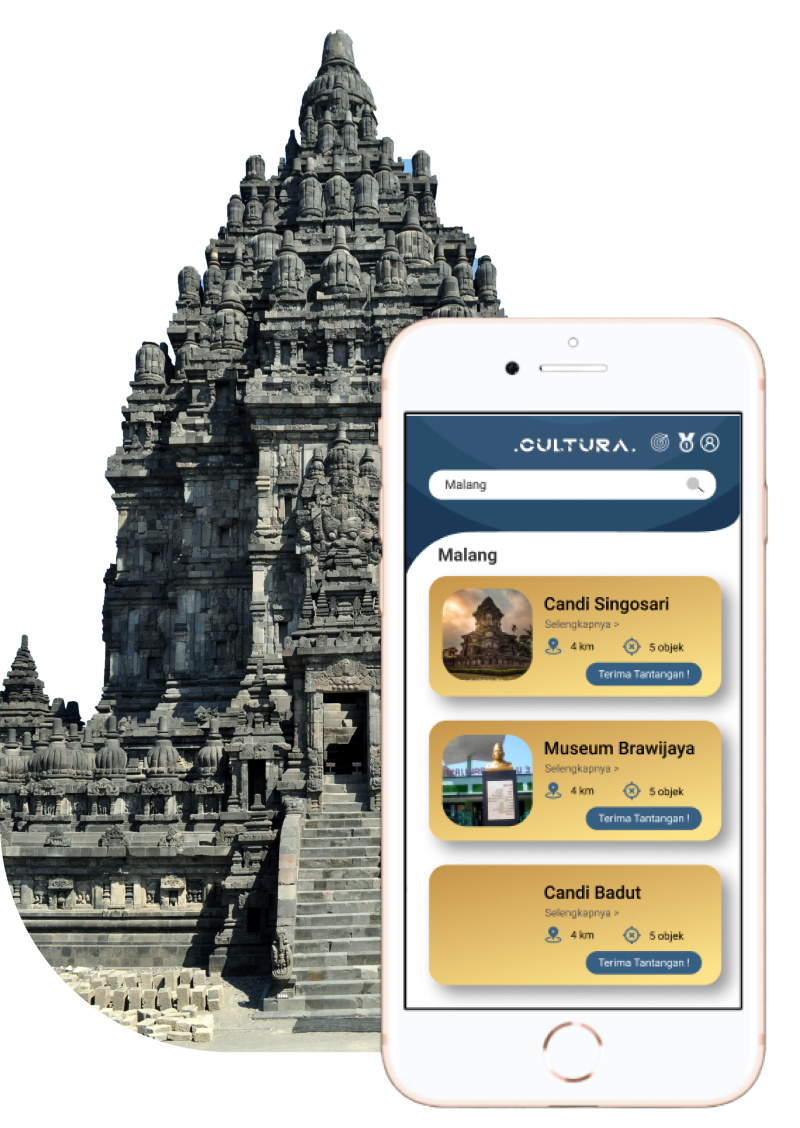 .CULTURA.
Malang
Malang
Candi Singosari
Selengkapnya >
4 km
5 objek
Terima Tantangan !
Museum Brawijaya
Selengkapnya >
4 km
5 objek
Terima Tantangan !
Candi Badut
Selengkapnya >
4 km
5 objek
Terima Tantangan !